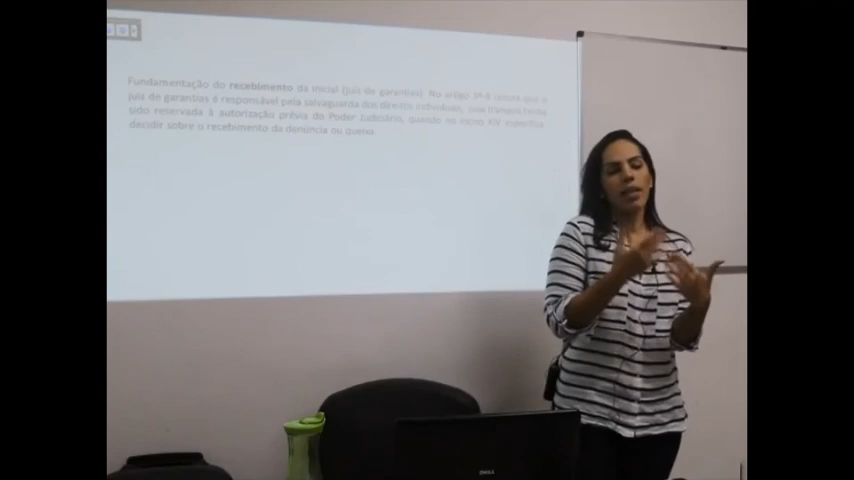 Fundamentação do recebimento da inicial (juiz de garantias). No artigo 3º-B consta que o
juiz de garantias é responsável pela salvaguarda dos direitos individuais, cuja franquia tenha
sido reservada à autorização prévia do Poder Judiciário, quando no inciso XIV especifica:
decidir sobre o recebimento da denúncia ou queixa.